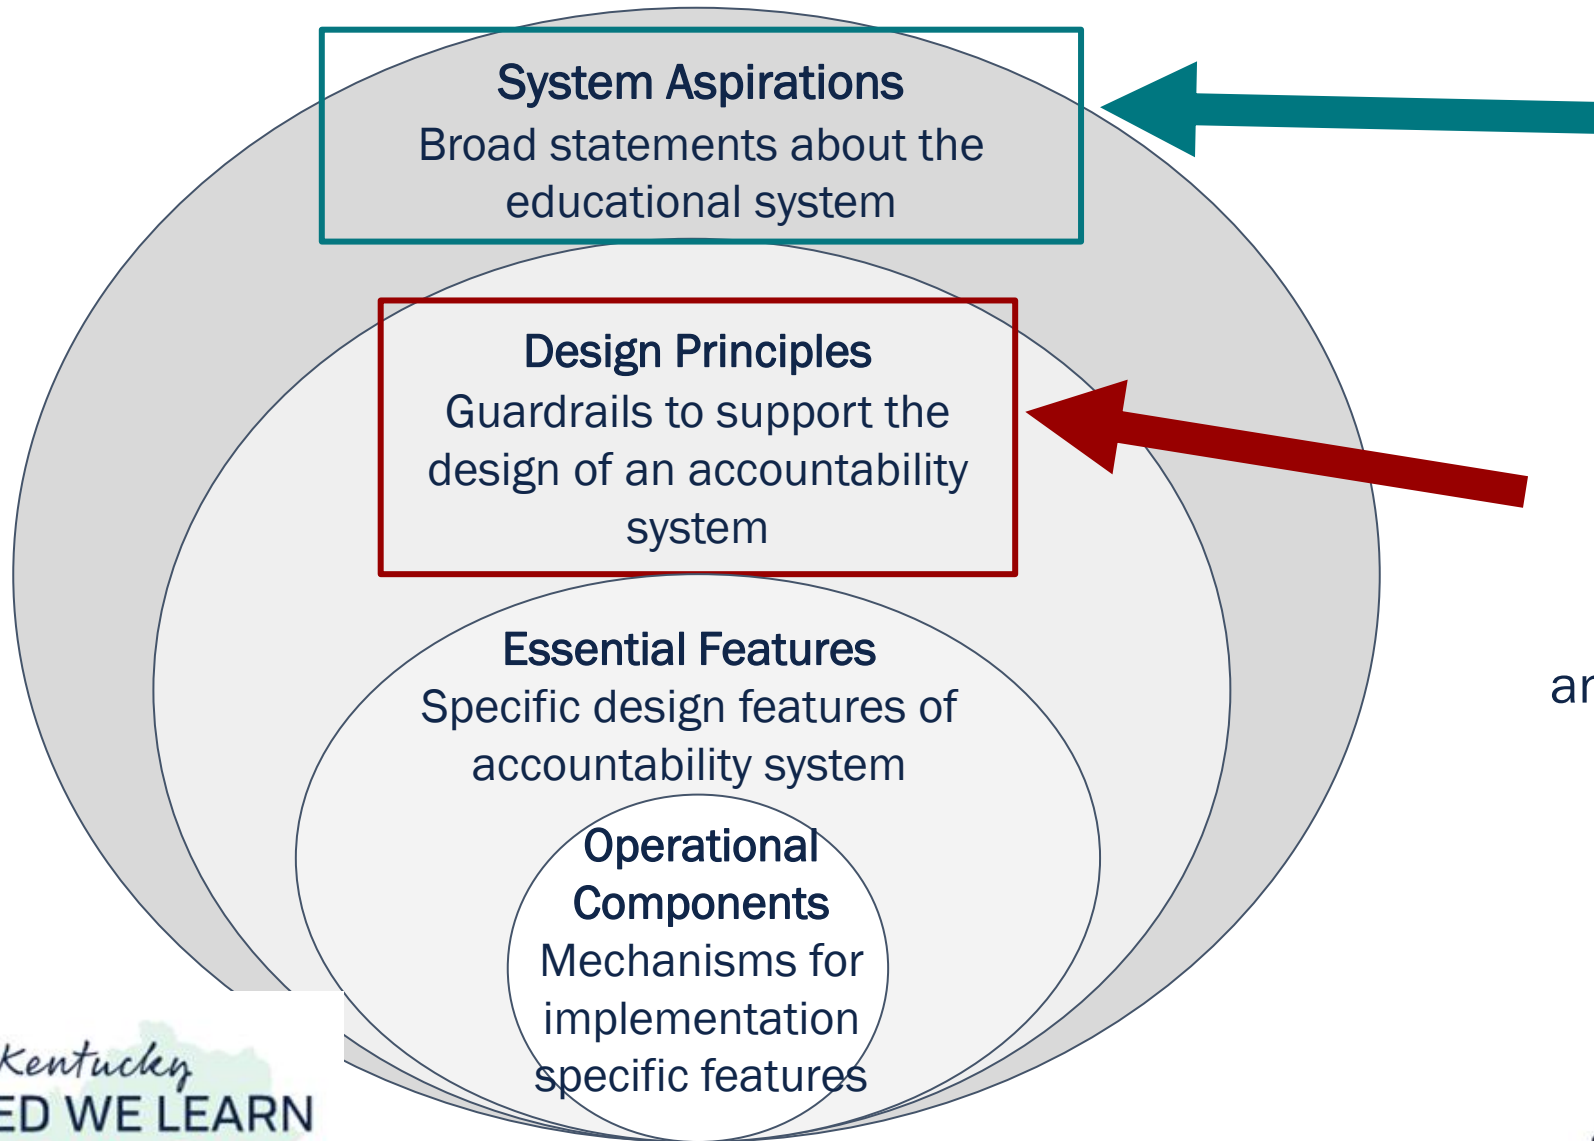 System Aspirations
Broad statements about the
educational system
Design Principles
Guardrails to support the
design of an accountability
system
Essential Features
Specific design features of
accountability system
Operational
Components
Mechanisms for
implementation
specific features
Kentucky
ED WE LEARN